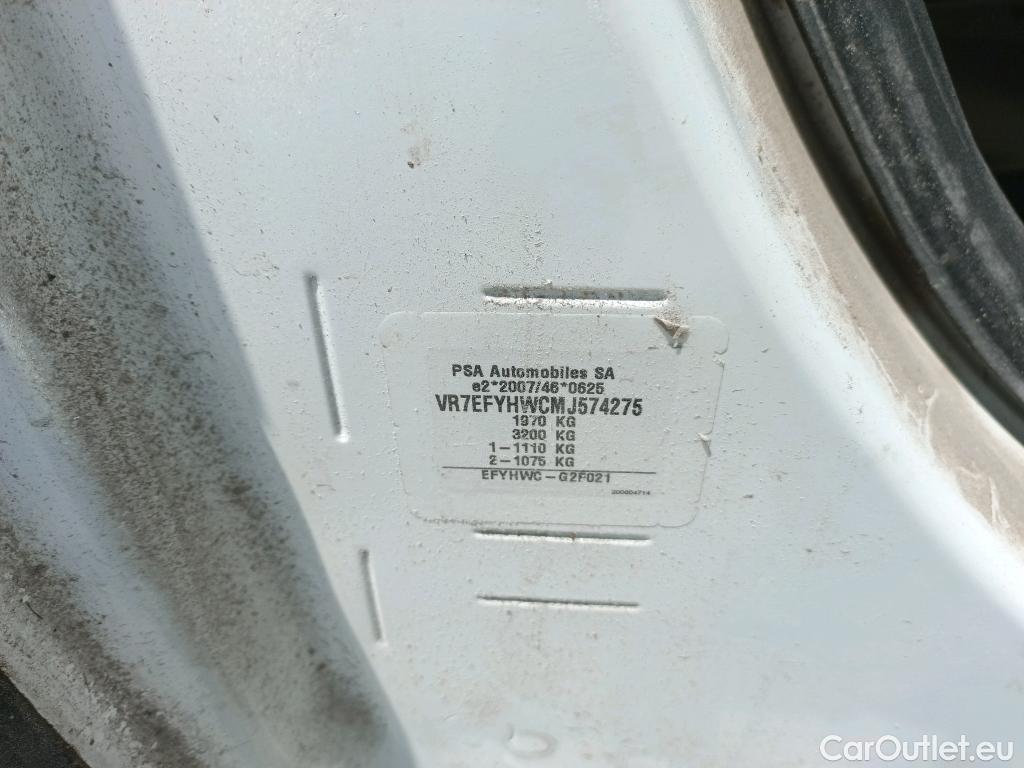 PSA Automobiles SA
e2*2007/46*0625
VR7EFYHWCMJ574275
1970 KG
3200 KG
1-1110 KG
2-1075 KG
EFYHWC-G2F021
200604714
CarOutlet.eu